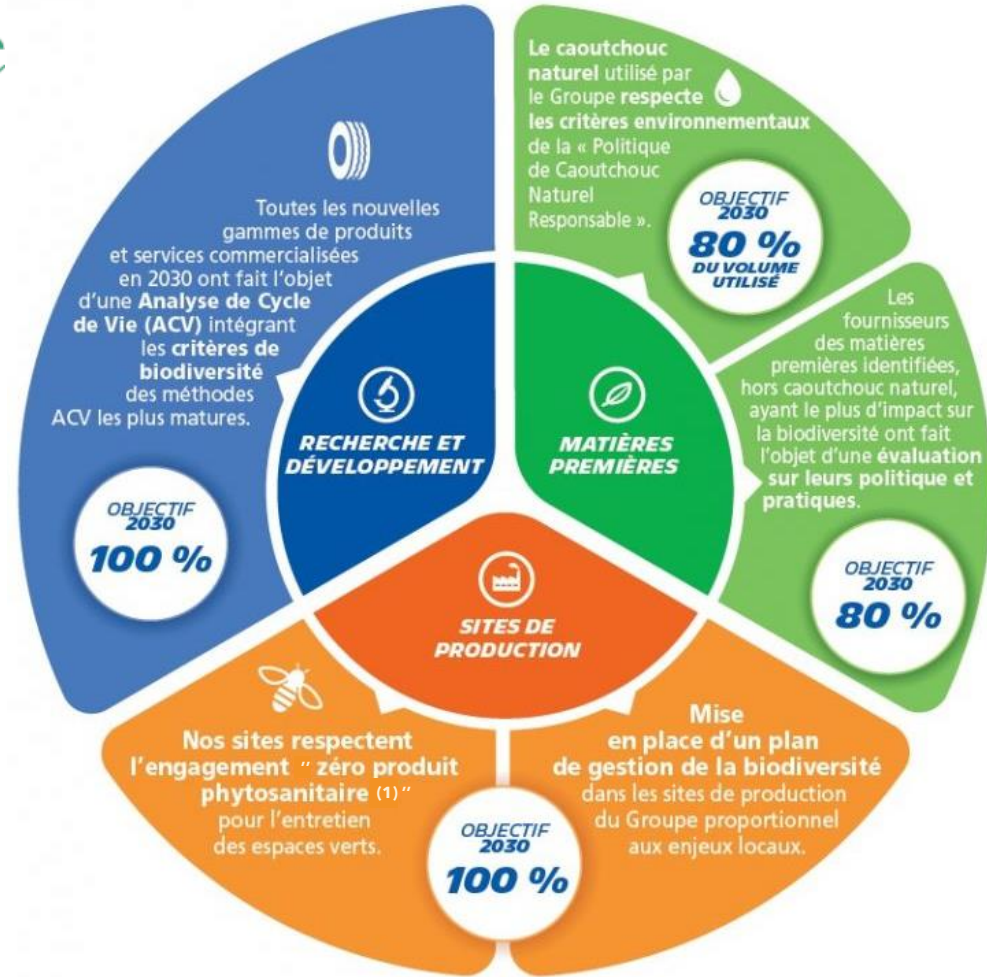 Toutes les nouvelles
gammes de produits
et services commercialisées
en 2030 ont fait l'objet
d'une Analyse de Cycle
de Vie (ACV) intégrant
les critères de
biodiversité
des méthodes
ACV les plus matures.
OBJECTIF
2030
100 %
RECHERCHE ET
DÉVELOPPEMENT
Le caoutchouc
naturel utilisé par
le Groupe respecte
les critères environnementaux
de la « Politique
de Caoutchouc
Naturel
Responsable ».
OBJECTIF
2030
80 %
DU VOLUME
UTILISÉ
MATIÈRES
PREMIÈRES
Les
fournisseurs
des matières
premières identifiées,
hors caoutchouc naturel,
ayant le plus d'impact sur
la biodiversité ont fait
l'objet d'une évaluation
sur leurs politique et
pratiques.
OBJECTIF
2030
80 %
SITES DE
PRODUCTION
Nos sites respectent
l'engagement " zéro produit
phytosanitaire (1) "
pour l'entretien
des espaces verts.
OBJECTIF
2030
100 %
Mise
en place d'un plan
de gestion de la biodiversité
dans les sites de production
du Groupe proportionnel
aux enjeux locaux.